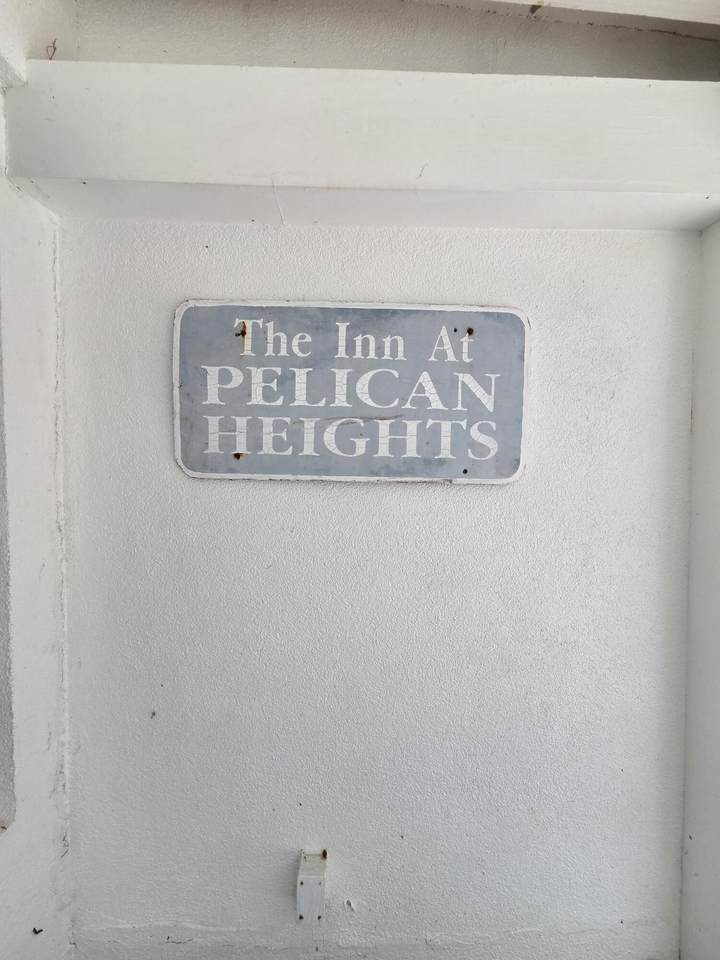 The Inn At
PELICAN
HEIGHTS